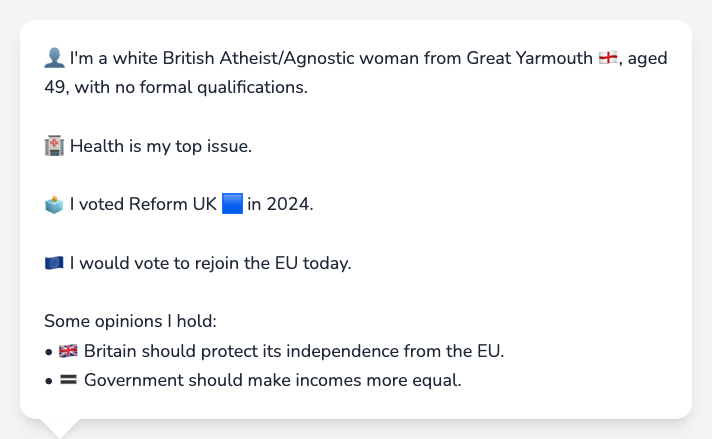 👤 I'm a white British Atheist/Agnostic woman from Great Yarmouth 🏴󠁧󠁢󠁥󠁮󠁧󠁿, aged
49, with no formal qualifications.
🏥 Health is my top issue.
🗳️ I voted Reform UK 🟦 in 2024.
🇪🇺 I would vote to rejoin the EU today.
Some opinions I hold:
• 🇬🇧 Britain should protect its independence from the EU.
• 🟰 Government should make incomes more equal.